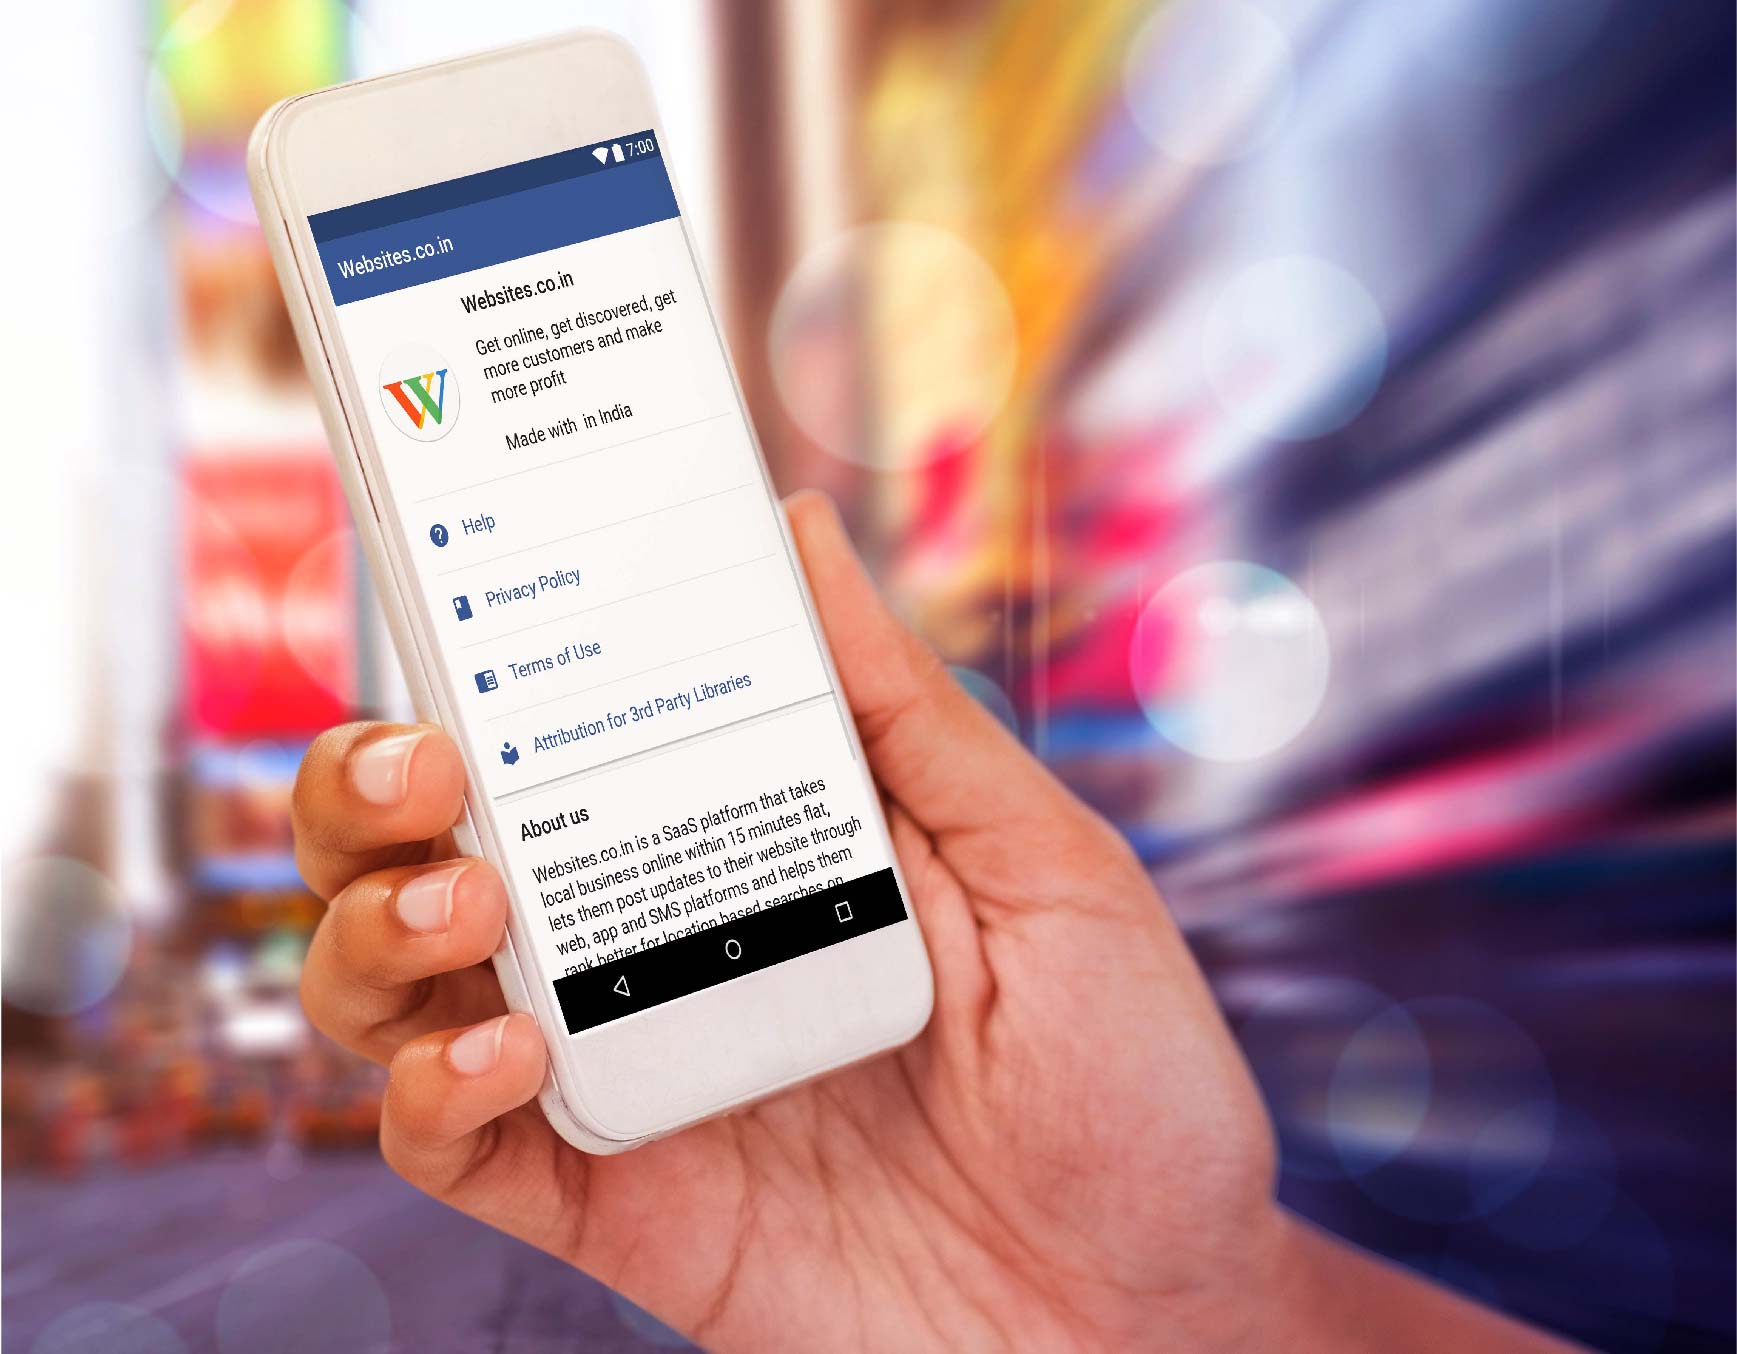 7:00
Websites.co.in
Websites.co.in
Get online, get discovered, get
more customers and make
more profit
Made with  in India
Help
Privacy Policy
Terms of Use
Attribution for 3rd Party Libraries
About us
Websites.co.in is a SaaS platform that takes
local business online within 15 minutes flat,
lets them post updates to their website through
web, app and SMS platforms and helps them
rank better for location based searches on